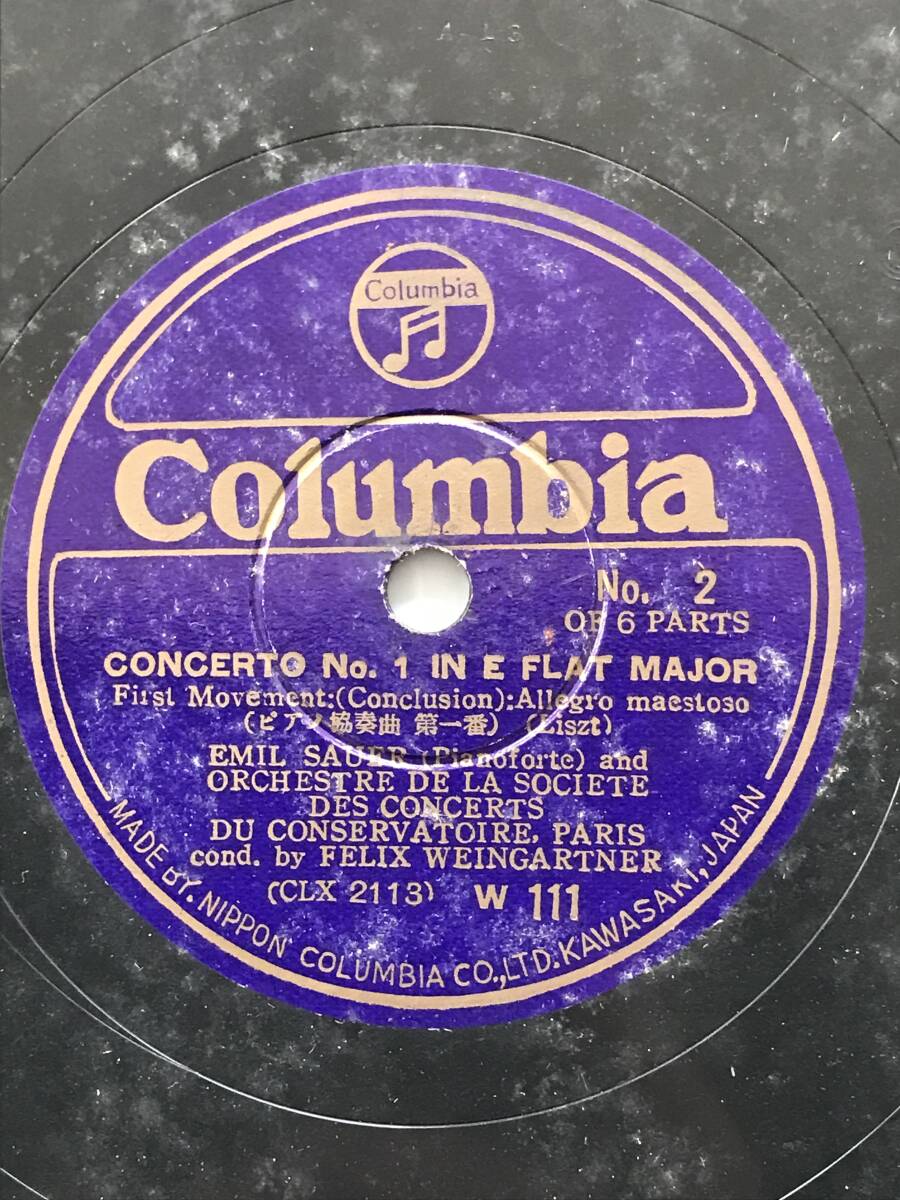 A-13
Columbia
Columbia
No. 2
OF 6 PARTS
CONCERTO No. 1 IN E FLAT MAJOR
First Movement:(Conclusion):Allegro maestoso
(ピアノ協奏曲 第一番) (Liszt)
EMIL SAUER (Pianoforte) and
ORCHESTRE DE LA SOCIETE
DES CONCERTS
DU CONSERVATOIRE, PARIS
cond. by FELIX WEINGARTNER
(CLX 2113) W 111
MADE BY. NIPPON COLUMBIA CO.,LTD. KAWASAKI, JAPAN